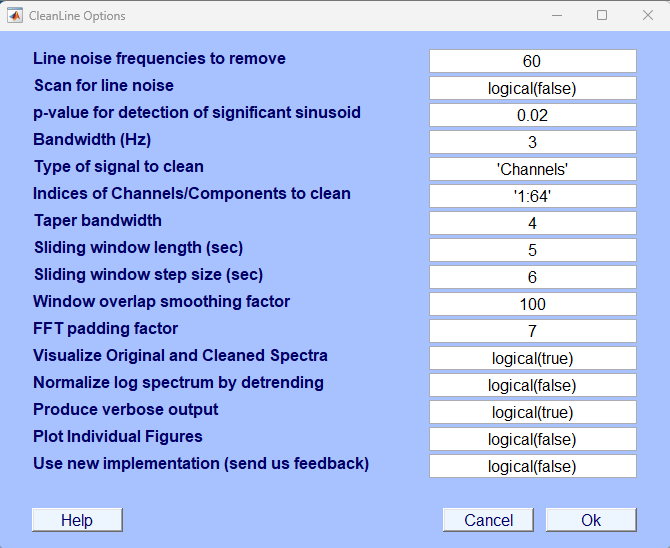 CleanLine Options
Line noise frequencies to remove 60
Scan for line noise logical(false)
p-value for detection of significant sinusoid 0.02
Bandwidth (Hz) 3
Type of signal to clean 'Channels'
Indices of Channels/Components to clean '1:64'
Taper bandwidth 4
Sliding window length (sec) 5
Sliding window step size (sec) 6
Window overlap smoothing factor 100
FFT padding factor 7
Visualize Original and Cleaned Spectra logical(true)
Normalize log spectrum by detrending logical(false)
Produce verbose output logical(true)
Plot Individual Figures logical(false)
Use new implementation (send us feedback) logical(false)
Help Cancel Ok